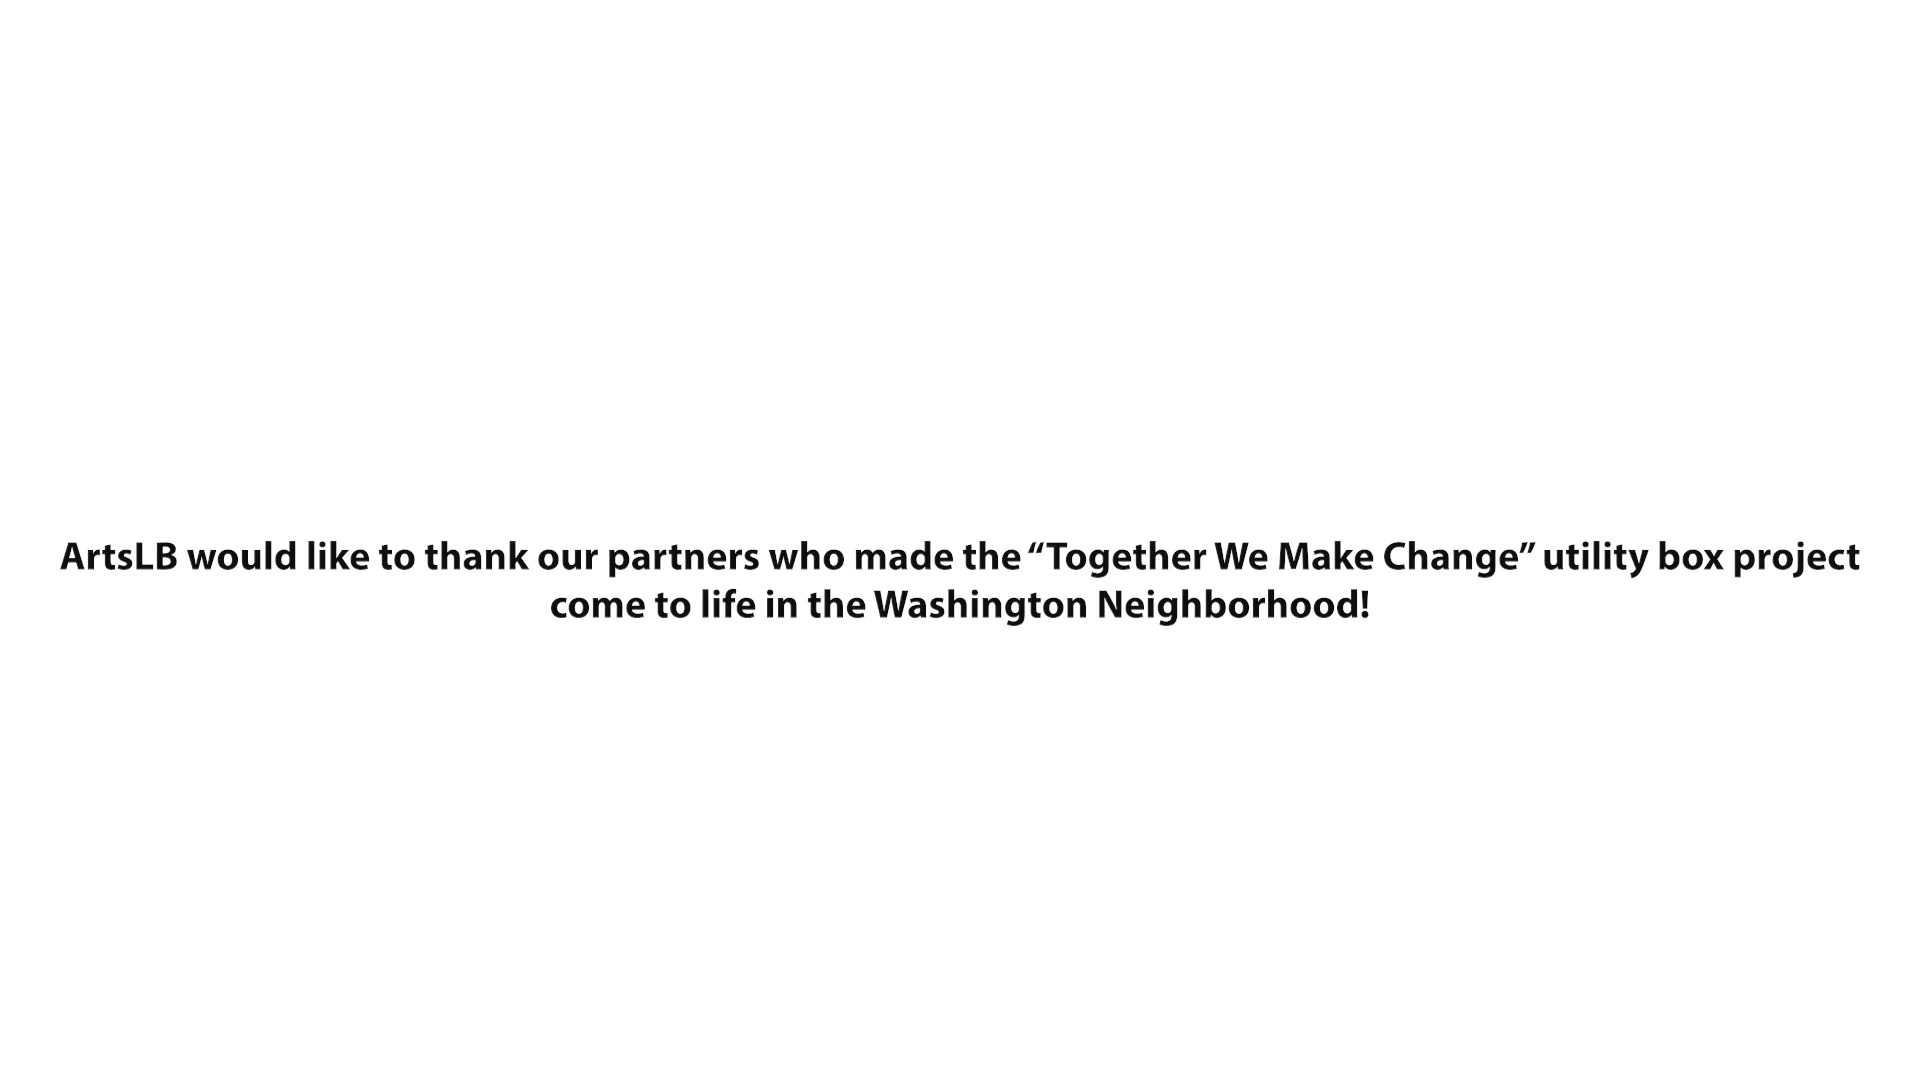 ArtsLB would like to thank our partners who made the “Together We Make Change” utility box project
come to life in the Washington Neighborhood!